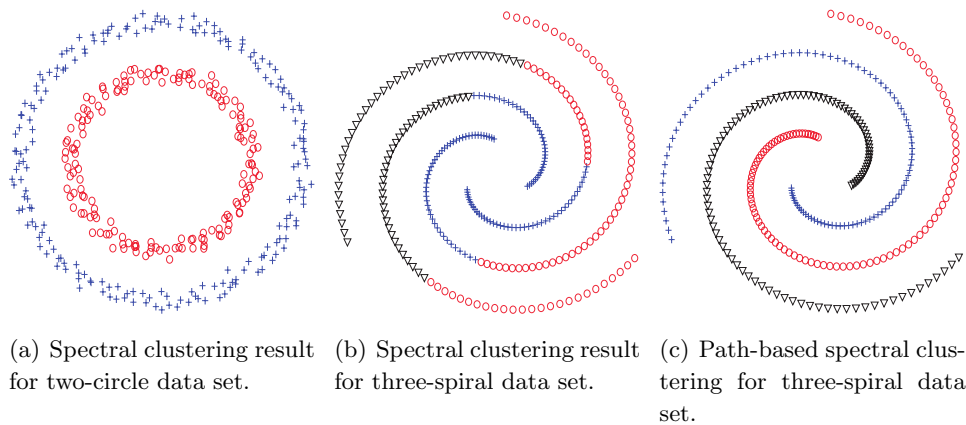 (a) Spectral clustering result
for two-circle data set.
(b) Spectral clustering result
for three-spiral data set.
(c) Path-based spectral clus-
tering for three-spiral data
set.